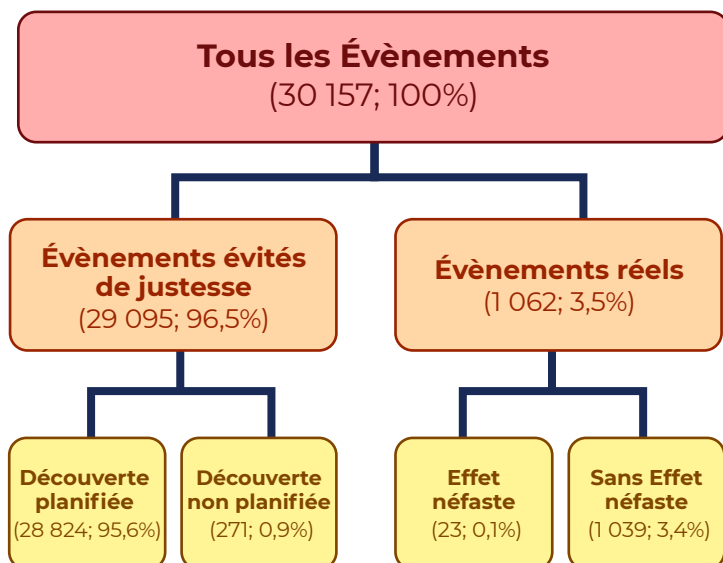 Tous les Évènements
(30 157; 100%)
Évènements évités
de justesse
(29 095; 96,5%)
Évènements réels
(1 062; 3,5%)
Découverte
planifiée
(28 824; 95,6%)
Découverte
non planifiée
(271; 0,9%)
Effet
néfaste
(23; 0,1%)
Sans Effet
néfaste
(1 039; 3,4%)